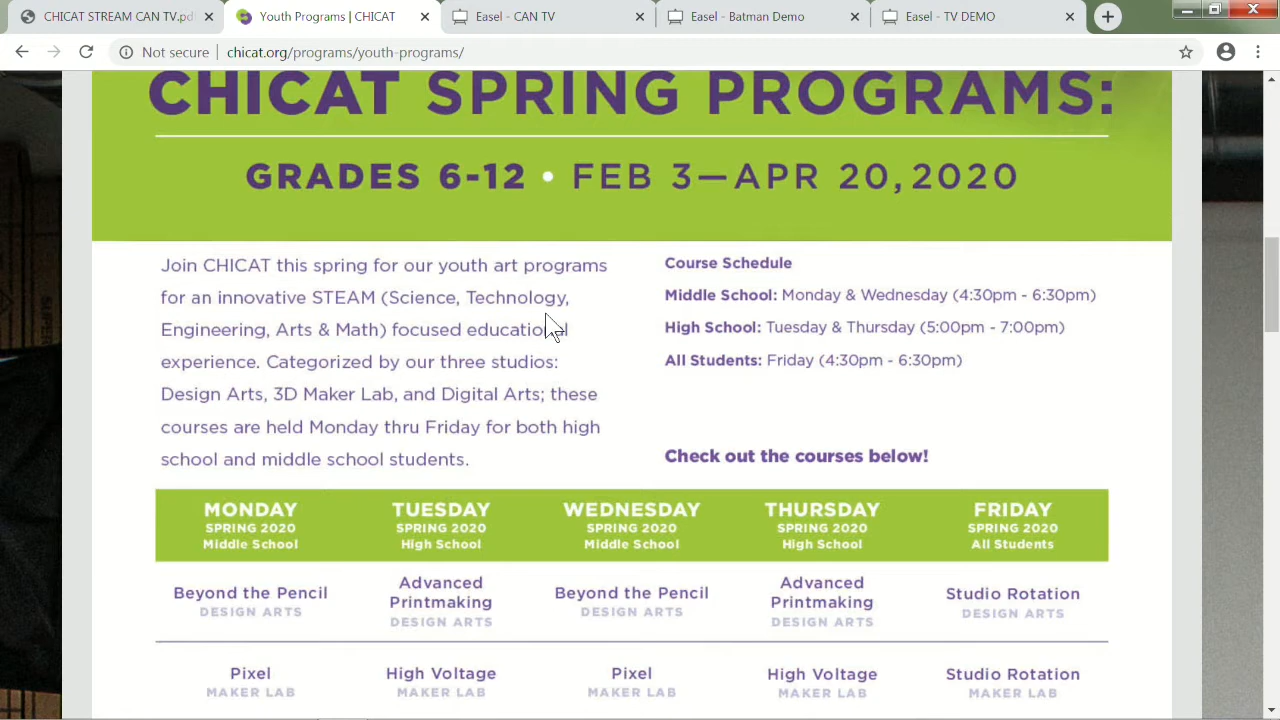 CHICAT STREAM CAN TV.pdf
Youth Programs | CHICAT
Easel - CAN TV
Easel - Batman Demo
Easel - TV DEMO
Not secure | chicat.org/programs/youth-programs/
CHICAT SPRING PROGRAMS:
GRADES 6-12 • FEB 3—APR 20, 2020
Join CHICAT this spring for our youth art programs
for an innovative STEAM (Science, Technology,
Engineering, Arts & Math) focused educational
experience. Categorized by our three studios:
Design Arts, 3D Maker Lab, and Digital Arts; these
courses are held Monday thru Friday for both high
school and middle school students.
Course Schedule
Middle School: Monday & Wednesday (4:30pm - 6:30pm)
High School: Tuesday & Thursday (5:00pm - 7:00pm)
All Students: Friday (4:30pm - 6:30pm)
Check out the courses below!
MONDAY
SPRING 2020
Middle School
TUESDAY
SPRING 2020
High School
WEDNESDAY
SPRING 2020
Middle School
THURSDAY
SPRING 2020
High School
FRIDAY
SPRING 2020
All Students
Beyond the Pencil
DESIGN ARTS
Advanced
Printmaking
DESIGN ARTS
Beyond the Pencil
DESIGN ARTS
Advanced
Printmaking
DESIGN ARTS
Studio Rotation
DESIGN ARTS
Pixel
MAKER LAB
High Voltage
MAKER LAB
Pixel
MAKER LAB
High Voltage
MAKER LAB
Studio Rotation
MAKER LAB